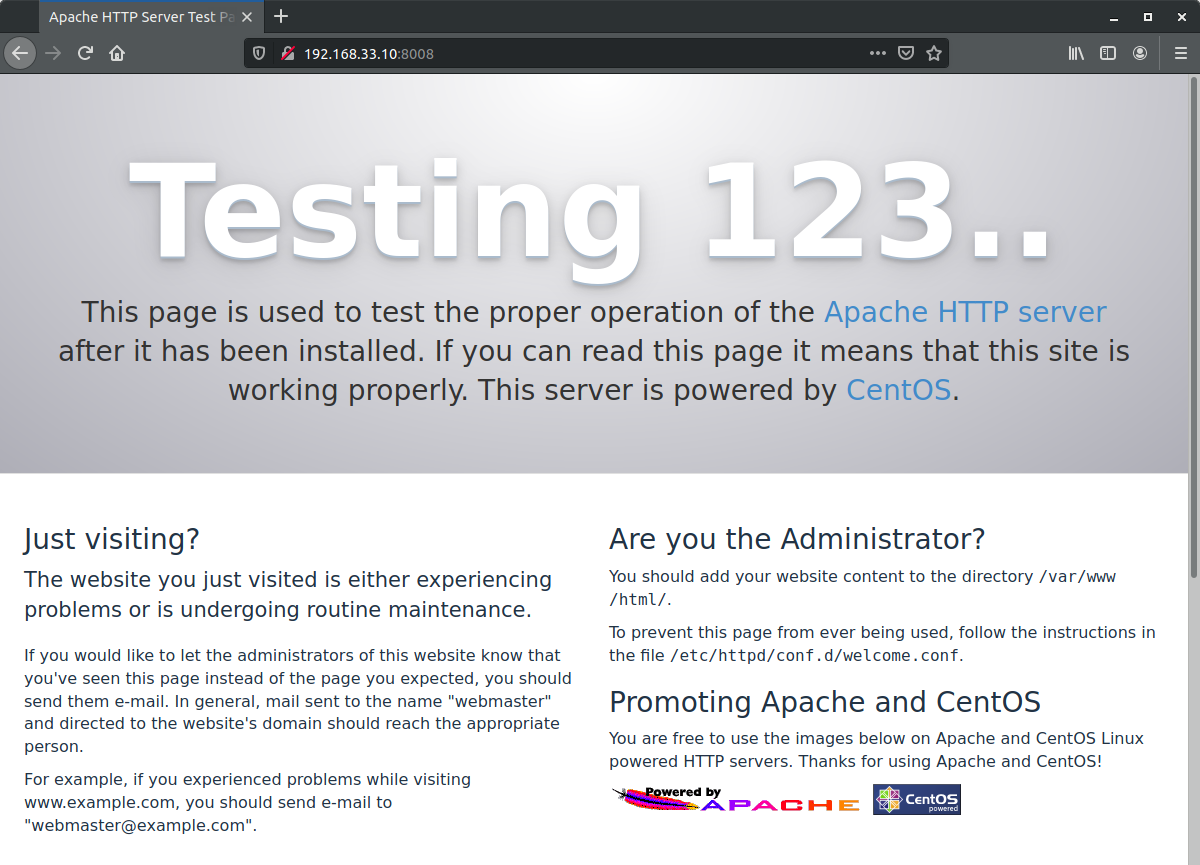 Apache HTTP Server Test Pa
192.168.33.10:8008
Testing 123..
This page is used to test the proper operation of the Apache HTTP server
after it has been installed. If you can read this page it means that this site is
working properly. This server is powered by CentOS.
Just visiting?
The website you just visited is either experiencing
problems or is undergoing routine maintenance.
If you would like to let the administrators of this website know that
you've seen this page instead of the page you expected, you should
send them e-mail. In general, mail sent to the name "webmaster"
and directed to the website's domain should reach the appropriate
person.
For example, if you experienced problems while visiting
www.example.com, you should send e-mail to
"webmaster@example.com".
Are you the Administrator?
You should add your website content to the directory /var/www
/html/.
To prevent this page from ever being used, follow the instructions in
the file /etc/httpd/conf.d/welcome.conf.
Promoting Apache and CentOS
You are free to use the images below on Apache and CentOS Linux
powered HTTP servers. Thanks for using Apache and CentOS!
Powered by
APACHE
CentOS
powered